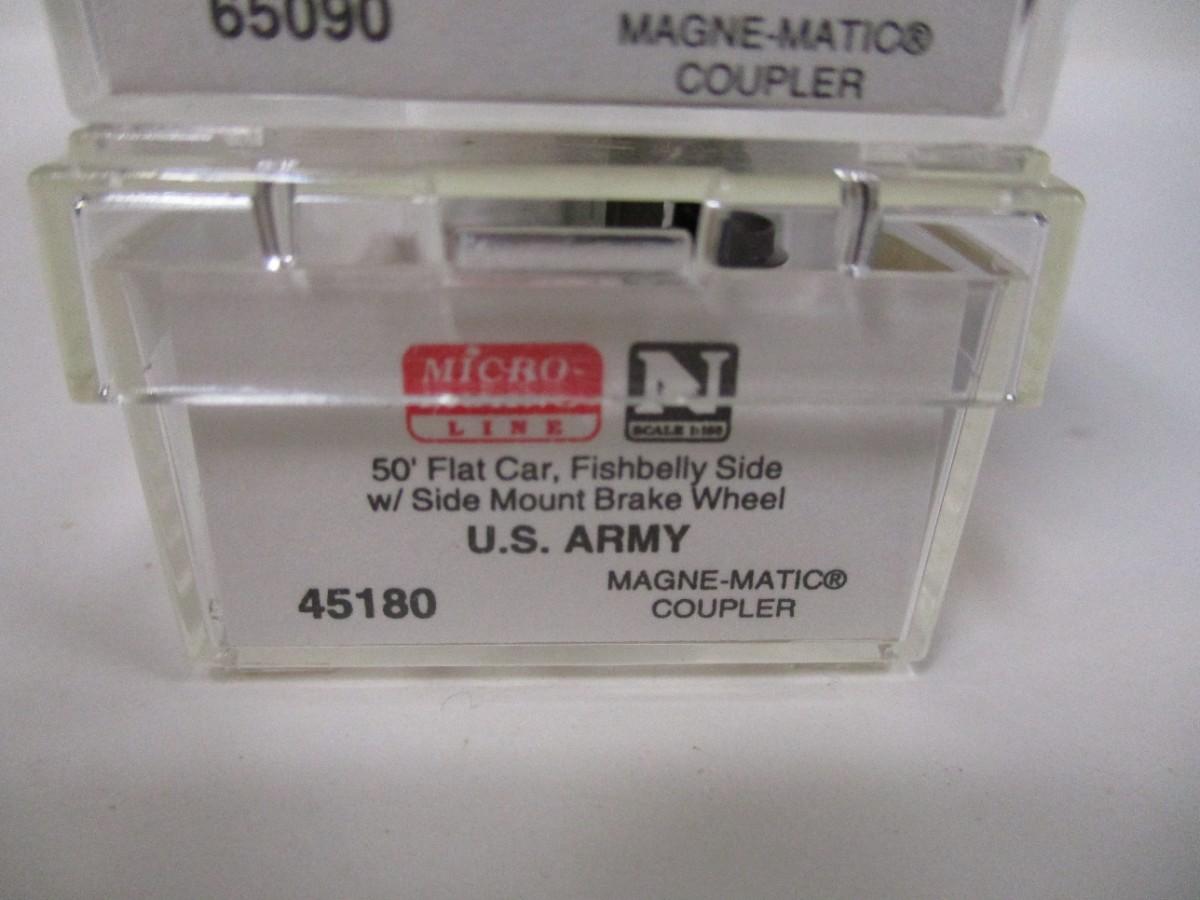 65090
MAGNE-MATIC®
COUPLER
MICRO-
LINE
N
SCALE 1:160
50' Flat Car, Fishbelly Side
w/ Side Mount Brake Wheel
U.S. ARMY
45180
MAGNE-MATIC®
COUPLER